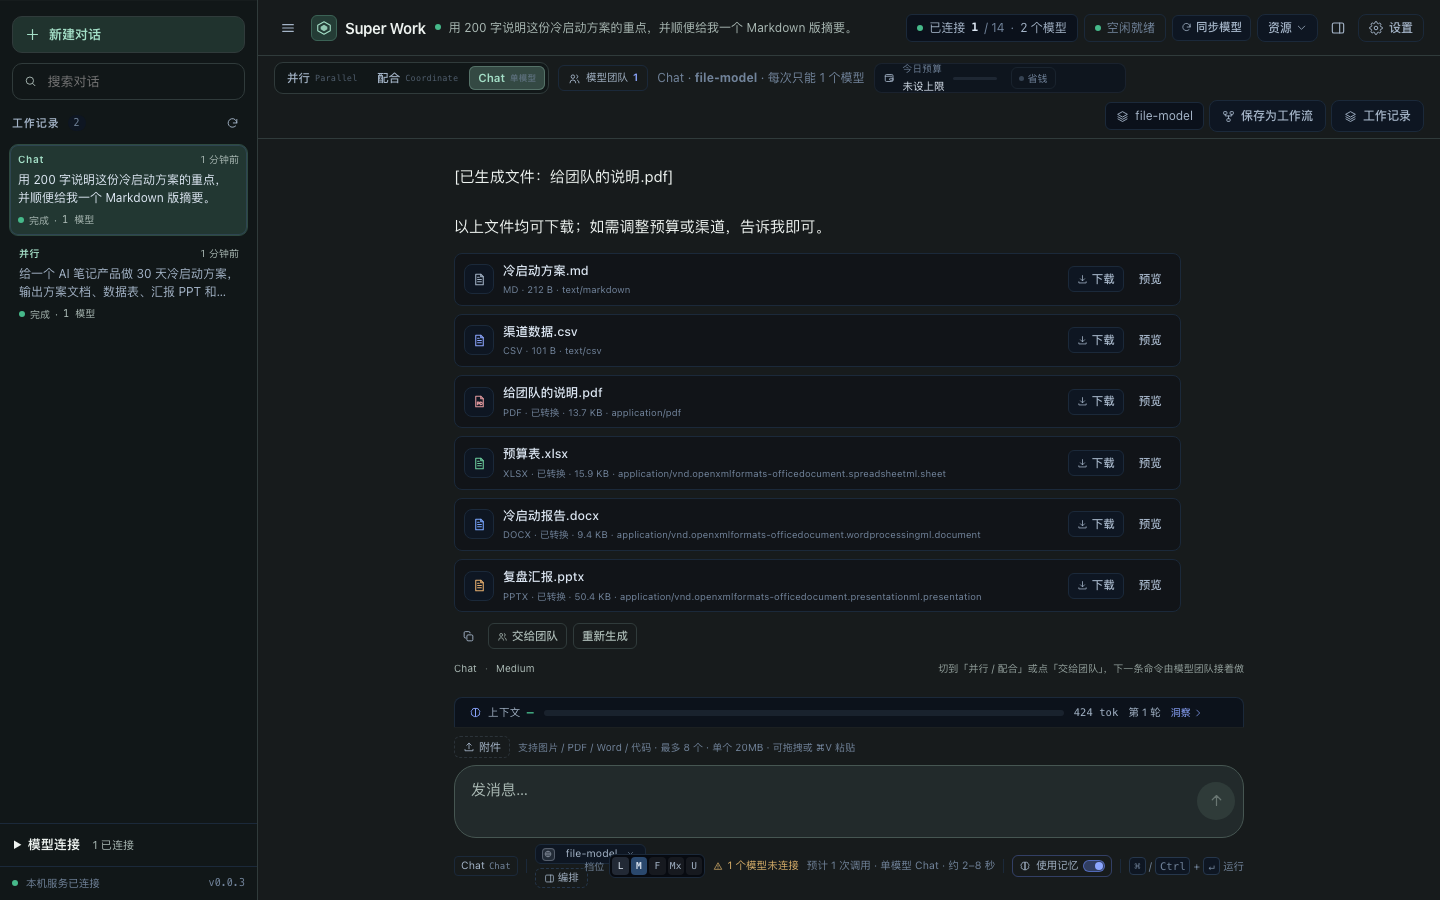 新建对话
搜索对话
工作记录 2
Chat 1 分钟前
用 200 字说明这份冷启动方案的重点，
并顺便给我一个 Markdown 版摘要。
完成 · 1 模型
并行 1 分钟前
给一个 AI 笔记产品做 30 天冷启动方案，
输出方案文档、数据表、汇报 PPT 和...
完成 · 1 模型
模型连接 1 已连接
本机服务已连接 v0.0.3
Super Work 用 200 字说明这份冷启动方案的重点，并顺便给我一个 Markdown 版摘要。
已连接 1 / 14 · 2 个模型
空闲就绪
同步模型
资源
设置
并行 Parallel 配合 Coordinate Chat 单模型
模型团队 1
Chat · file-model · 每次只能 1 个模型
今日预算
未设上限
省钱
file-model
保存为工作流
工作记录
[已生成文件：给团队的说明.pdf]
以上文件均可下载；如需调整预算或渠道，告诉我即可。
冷启动方案.md
MD · 212 B · text/markdown
下载 预览
渠道数据.csv
CSV · 101 B · text/csv
下载 预览
给团队的说明.pdf
PDF · 已转换 · 13.7 KB · application/pdf
下载 预览
预算表.xlsx
XLSX · 已转换 · 15.9 KB · application/vnd.openxmlformats-officedocument.spreadsheetml.sheet
下载 预览
冷启动报告.docx
DOCX · 已转换 · 9.4 KB · application/vnd.openxmlformats-officedocument.wordprocessingml.document
下载 预览
复盘汇报.pptx
PPTX · 已转换 · 50.4 KB · application/vnd.openxmlformats-officedocument.presentationml.presentation
下载 预览
交给团队 重新生成
Chat · Medium 切到「并行 / 配合」或点「交给团队」，下一条命令由模型团队接着做
上下文 424 tok 第 1 轮 洞察
附件 支持图片 / PDF / Word / 代码 · 最多 8 个 · 单个 20MB · 可拖拽或 ⌘V 粘贴
发消息...
Chat Chat
file-model
编排
档位 L M F Mx U
1 个模型未连接 预计 1 次调用 · 单模型 Chat · 约 2–8 秒
使用记忆
⌘ / Ctrl + ↵ 运行